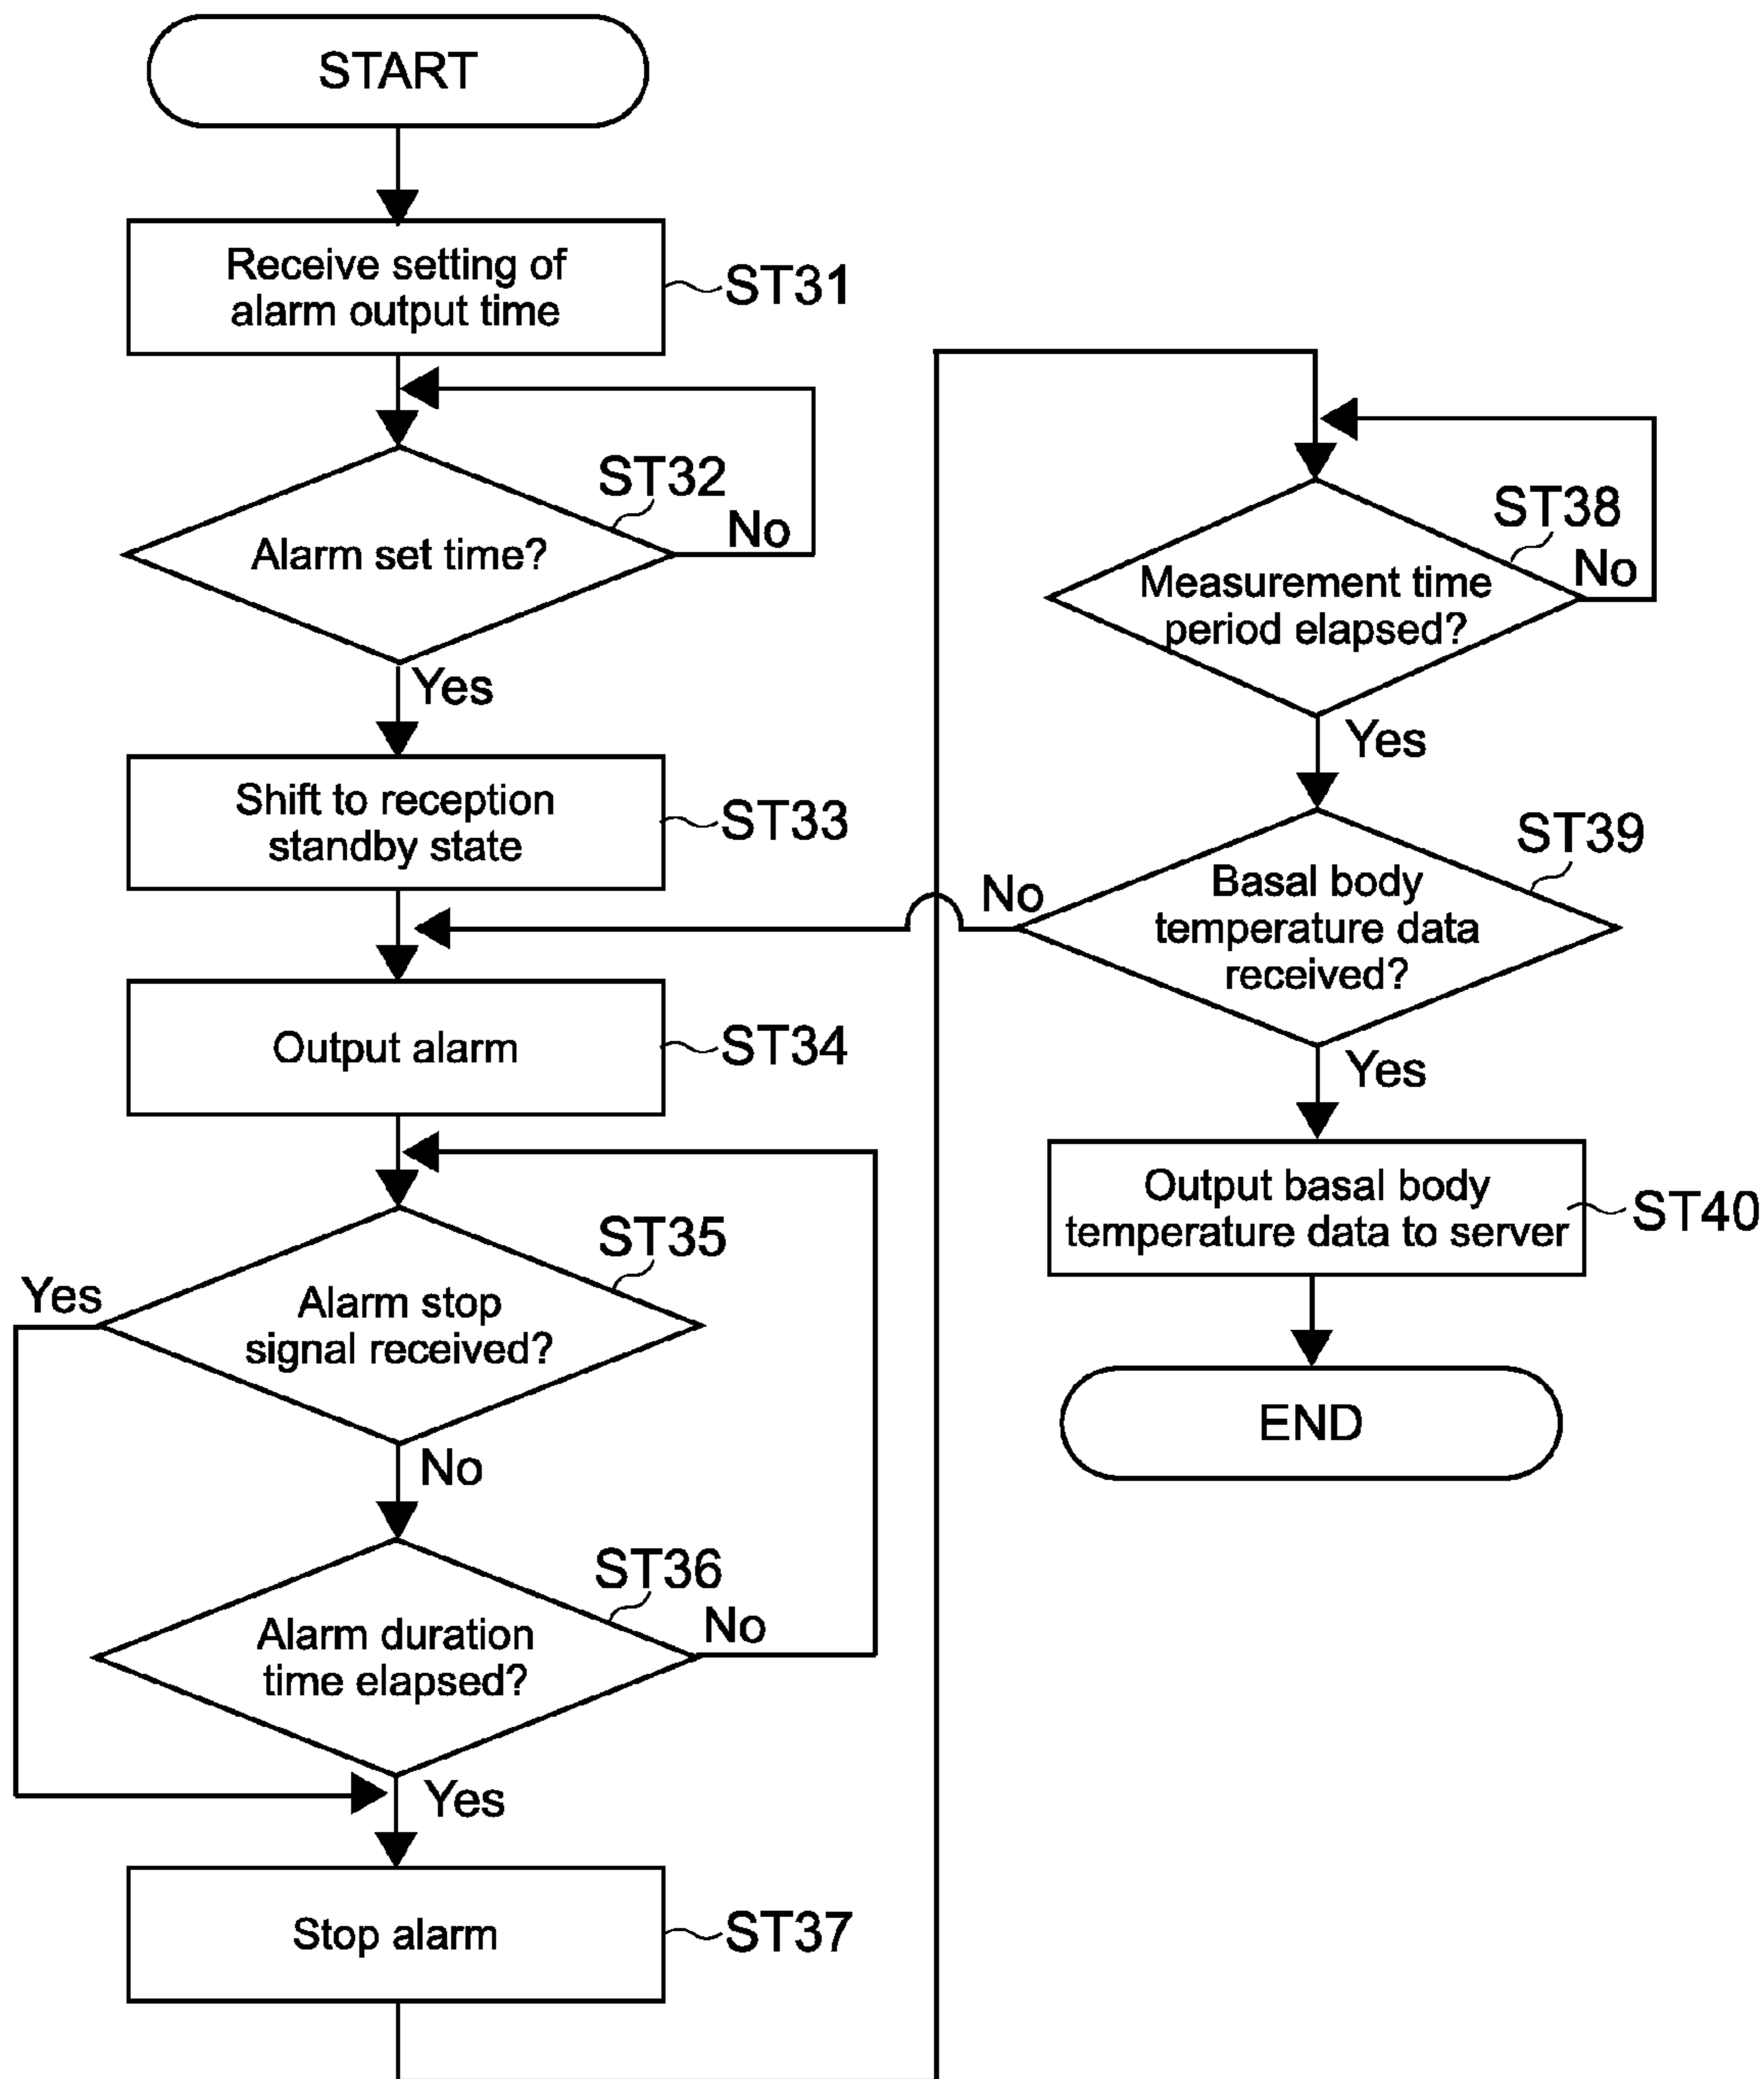 START
Receive setting of
alarm output time
ST31
ST32
Alarm set time?
No
Yes
Shift to reception
standby state
ST33
Output alarm
ST34
ST35
Yes
Alarm stop
signal received?
No
ST36
Alarm duration
time elapsed?
No
Yes
Stop alarm
ST37
ST38
Measurement time
period elapsed?
No
Yes
ST39
No
Basal body
temperature data
received?
Yes
Output basal body
temperature data to server
ST40
END